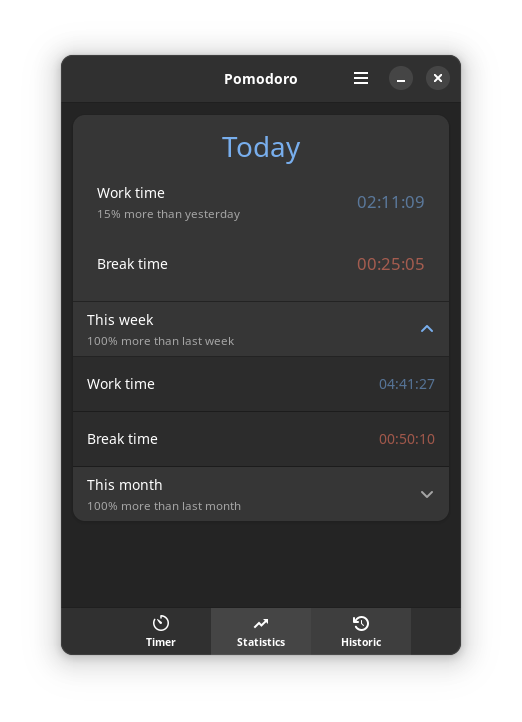 Pomodoro
Today
Work time
15% more than yesterday
02:11:09
Break time
00:25:05
This week
100% more than last week
Work time
04:41:27
Break time
00:50:10
This month
100% more than last month
Timer
Statistics
Historic